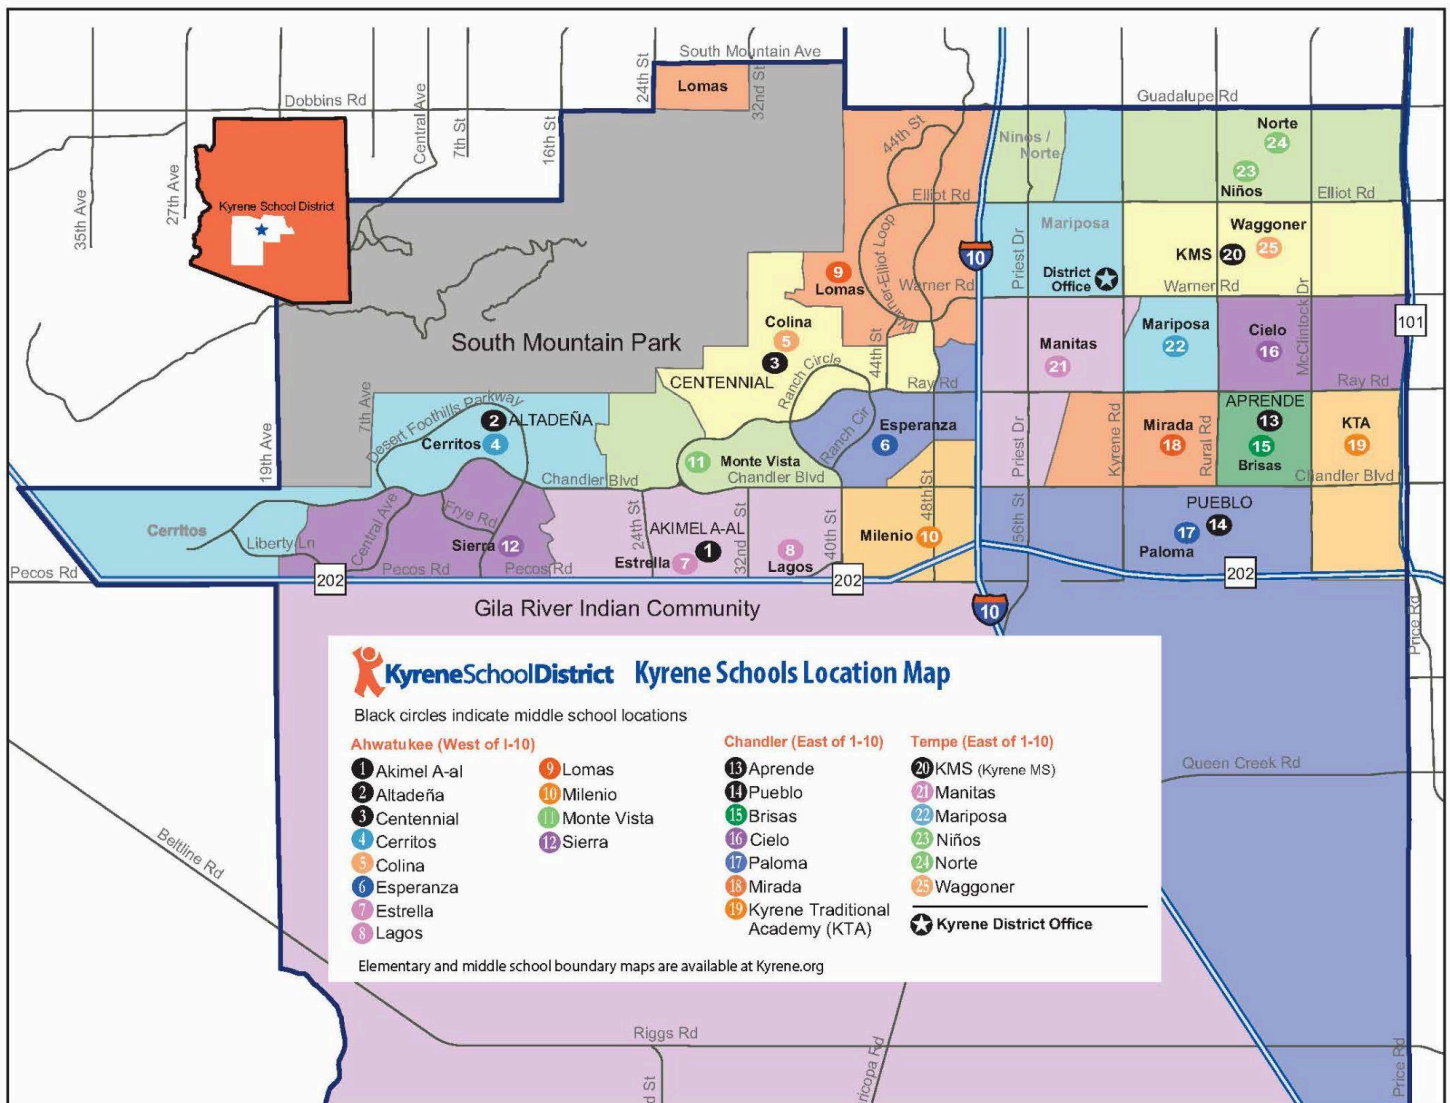 South Mountain Ave
24th St
Lomas
32nd St
Dobbins Rd
Guadalupe Rd
Central Ave
7th St
16th St
44th St
Ninos /
Norte
Norte
24
23
Niños
35th Ave
27th Ave
Kyrene School District
Elliot Rd
Elliot Rd
Mariposa
Waggoner
KMS 20 25
10
Priest Dr
District
Office
Warner Rd
Warner-Elliot Loop
9
Lomas
Warner Rd
McClintock Dr
101
South Mountain Park
Colina
5
3
CENTENNIAL
Ranch Circle
44th St
Ray Rd
Manitas
21
Mariposa
22
Cielo
16
Ray Rd
7th Ave
Desert Foothills Parkway
2 ALTADEÑA
Cerritos 4
19th Ave
Ranch Cir
Esperanza
6
11 Monte Vista
Chandler Blvd
Chandler Blvd
48th St
Priest Dr
Kyrene Rd
Mirada
18
Rural Rd
APRENDE
13
15
Brisas
KTA
19
Chandler Blvd
Cerritos
Liberty Ln
Central Ave
Frye Rd
Sierra 12
24th St
AKIMEL A-AL
1
Estrella 7
32nd St
8
Lagos
40th St
Milenio 10
56th St
PUEBLO
17 14
Paloma
Pecos Rd
202
Pecos Rd
Pecos Rd
202
202
10
Gila River Indian Community
Price Rd
KyreneSchoolDistrict Kyrene Schools Location Map
Black circles indicate middle school locations
Ahwatukee (West of I-10)
1 Akimel A-al
2 Altadeña
3 Centennial
4 Cerritos
5 Colina
6 Esperanza
7 Estrella
8 Lagos
9 Lomas
10 Milenio
11 Monte Vista
12 Sierra
Chandler (East of 1-10)
13 Aprende
14 Pueblo
15 Brisas
16 Cielo
17 Paloma
18 Mirada
19 Kyrene Traditional
Academy (KTA)
Tempe (East of 1-10)
20 KMS (Kyrene MS)
21 Manitas
22 Mariposa
23 Niños
24 Norte
25 Waggoner
Kyrene District Office
Elementary and middle school boundary maps are available at Kyrene.org
Queen Creek Rd
Beltline Rd
Riggs Rd
d St
ricopa Rd
Price Rd